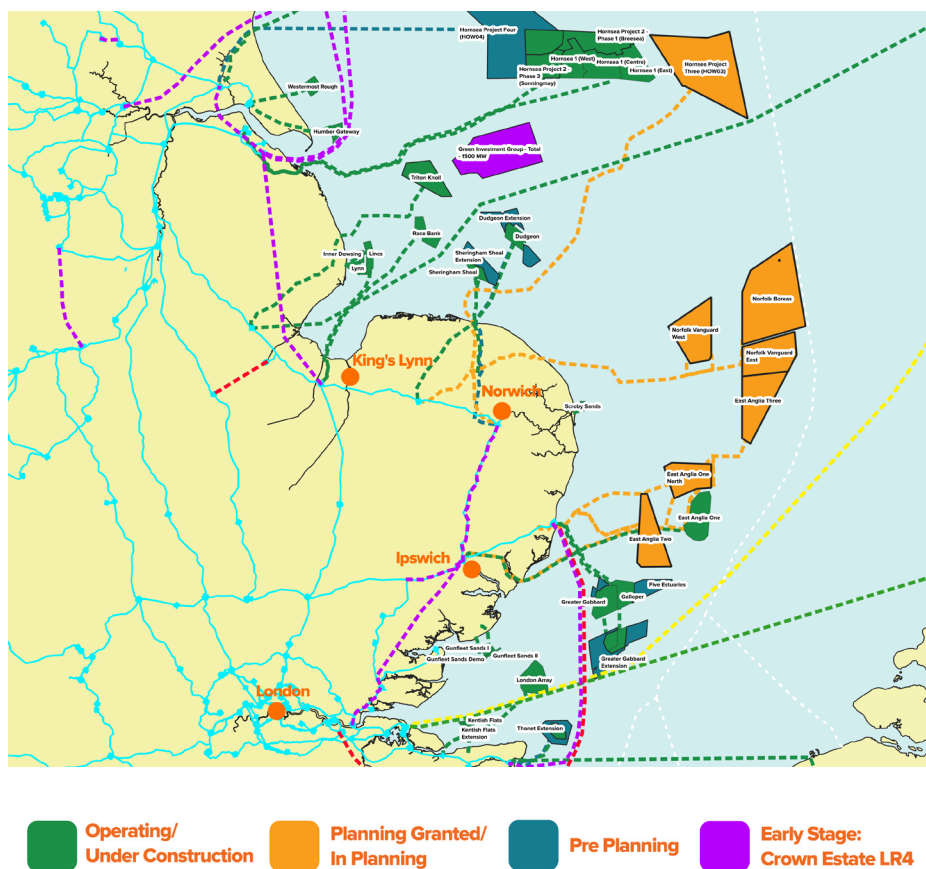 Hornsea Project Four
(HOW04)
Hornsea Project 2 -
Phase 1 (Breesea)
Hornsea 1 (West)
Hornsea 1 (Centre)
Hornsea 1 (East)
Hornsea Project 2 -
Phase 3
(Sonningmay)
Hornsea Project
Three (HOW03)
Westermost Rough
Humber Gateway
Green Investment Group - Total
- 1500 MW
Triton Knoll
Race Bank
Dudgeon Extension
Dudgeon
Inner Dowsing
Lincs
Lynn
Sheringham Shoal
Extension
Sheringham Shoal
Norfolk Boreas
Norfolk Vanguard
West
Norfolk Vanguard
East
East Anglia Three
King's Lynn
Norwich
Scroby Sands
East Anglia One
North
East Anglia One
East Anglia Two
Ipswich
Five Estuaries
Galloper
Greater Gabbard
Greater Gabbard
Extension
Gunfleet Sands I
Gunfleet Sands Demo
Gunfleet Sands II
London Array
London
Kentish Flats
Kentish Flats
Extension
Thanet Extension
Operating/
Under Construction
Planning Granted/
In Planning
Pre Planning
Early Stage:
Crown Estate LR4